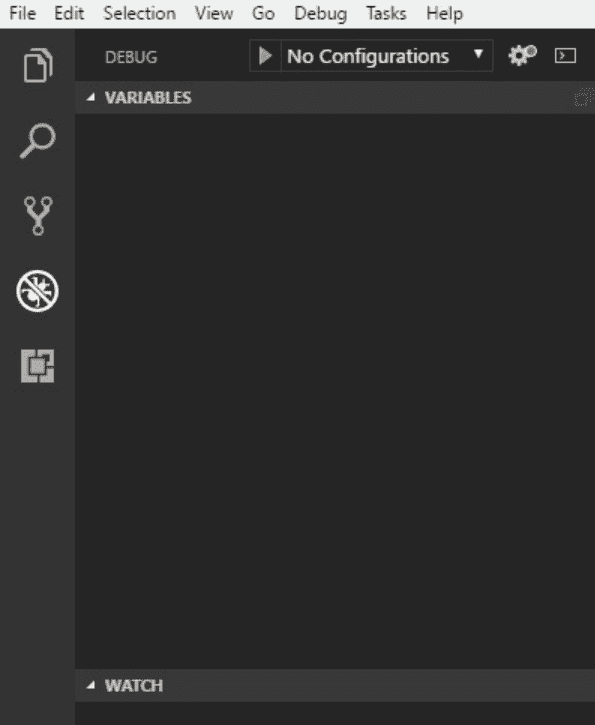 File Edit Selection View Go Debug Tasks Help
DEBUG No Configurations
VARIABLES
WATCH